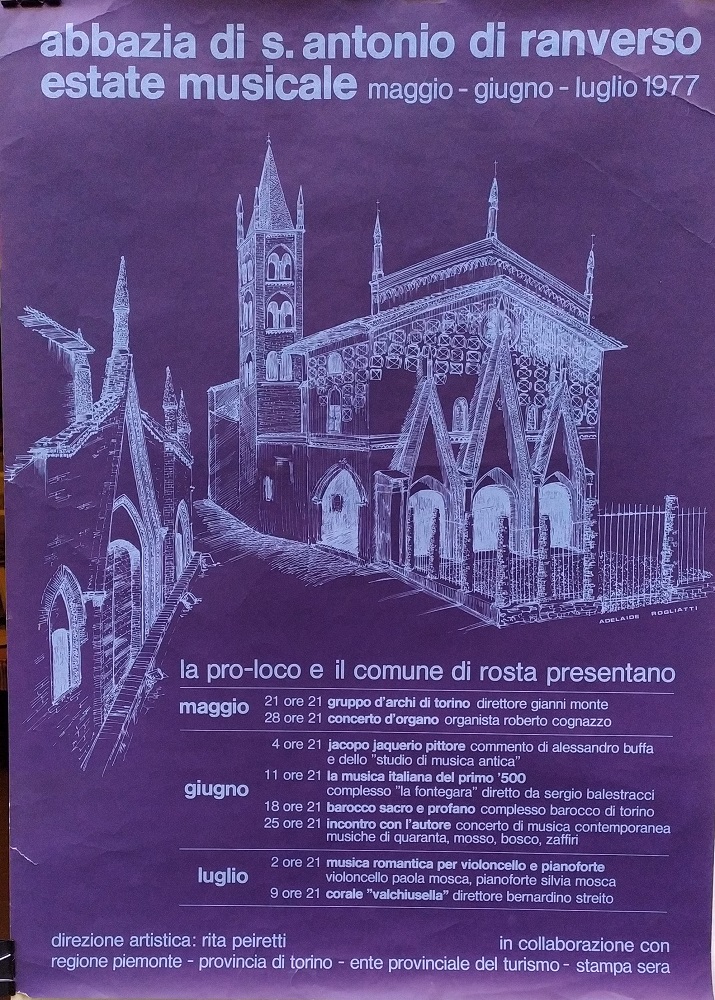 abbazia di s. antonio di ranverso
estate musicale maggio - giugno - luglio 1977
ADELAIDE ROGLIATTI
la pro-loco e il comune di rosta presentano
maggio
21 ore 21 gruppo d'archi di torino direttore gianni monte
28 ore 21 concerto d'organo organista roberto cognazzo
giugno
4 ore 21 jacopo jaquerio pittore commento di alessandro buffa
e dello "studio di musica antica"
11 ore 21 la musica italiana del primo '500
complesso "la fontegara" diretto da sergio balestracci
18 ore 21 barocco sacro e profano complesso barocco di torino
25 ore 21 incontro con l'autore concerto di musica contemporanea
musiche di quaranta, mosso, bosco, zaffiri
luglio
2 ore 21 musica romantica per violoncello e pianoforte
violoncello paola mosca, pianoforte silvia mosca
9 ore 21 corale "valchiusella" direttore bernardino streito
direzione artistica: rita peiretti
in collaborazione con
regione piemonte - provincia di torino - ente provinciale del turismo - stampa sera